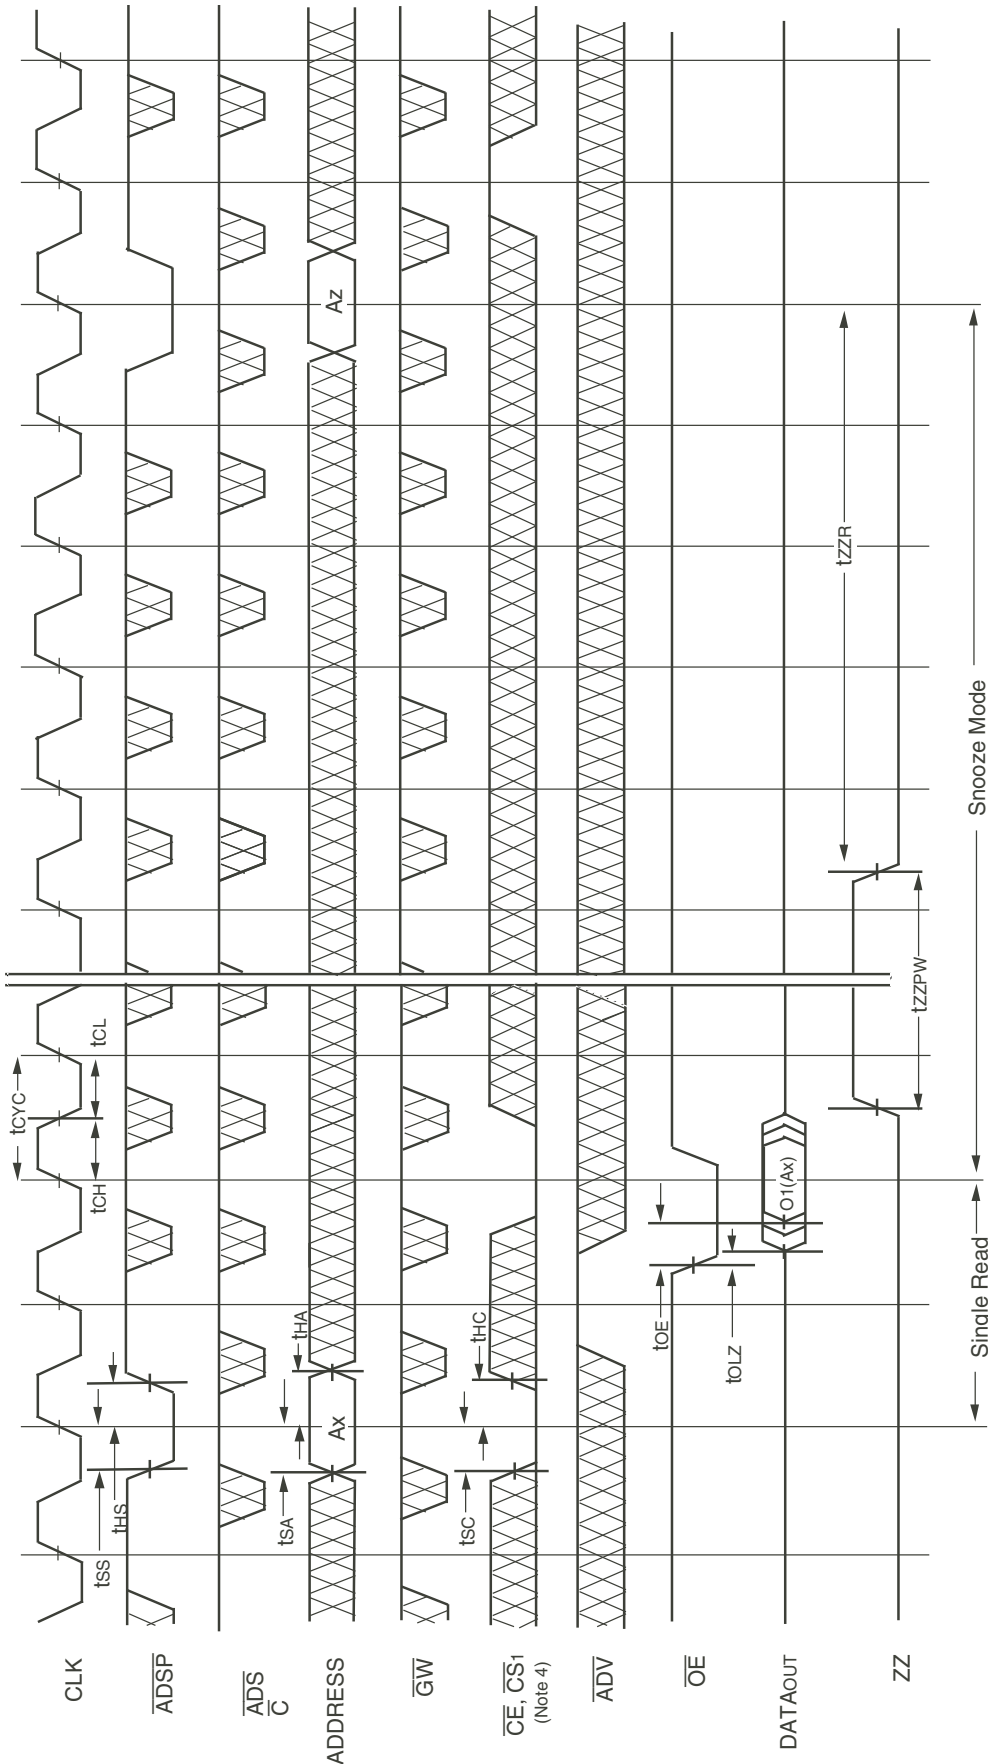 CLK
tCYC
tCH
tCL
tSS
tHS
ADSP
ADS
C
ADDRESS
tSA
Ax
tHA
Az
GW
CE, CS1
(Note 4)
tSC
tHC
ADV
OE
tOE
tOLZ
DATAOUT
O1(Ax)
ZZ
tZZR
tZZPW
Single Read
Snooze Mode